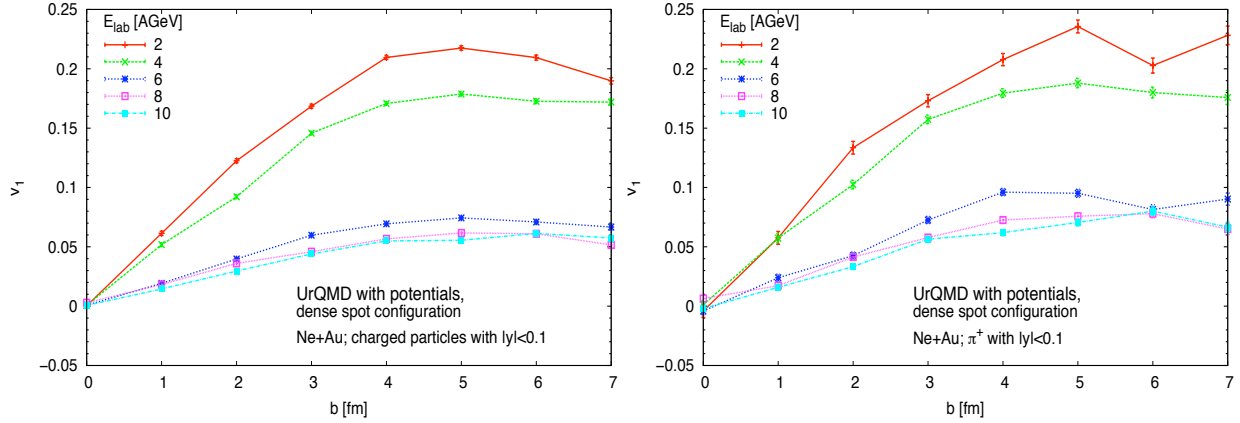 E_lab [AGeV]
2
4
6
8
10
0.25
0.2
0.15
0.1
0.05
0
−0.05
v_1
UrQMD with potentials,
dense spot configuration
Ne+Au; charged particles with |y|<0.1
0 1 2 3 4 5 6 7
b [fm]
E_lab [AGeV]
2
4
6
8
10
0.25
0.2
0.15
0.1
0.05
0
−0.05
v_1
UrQMD with potentials,
dense spot configuration
Ne+Au; π^+ with |y|<0.1
0 1 2 3 4 5 6 7
b [fm]